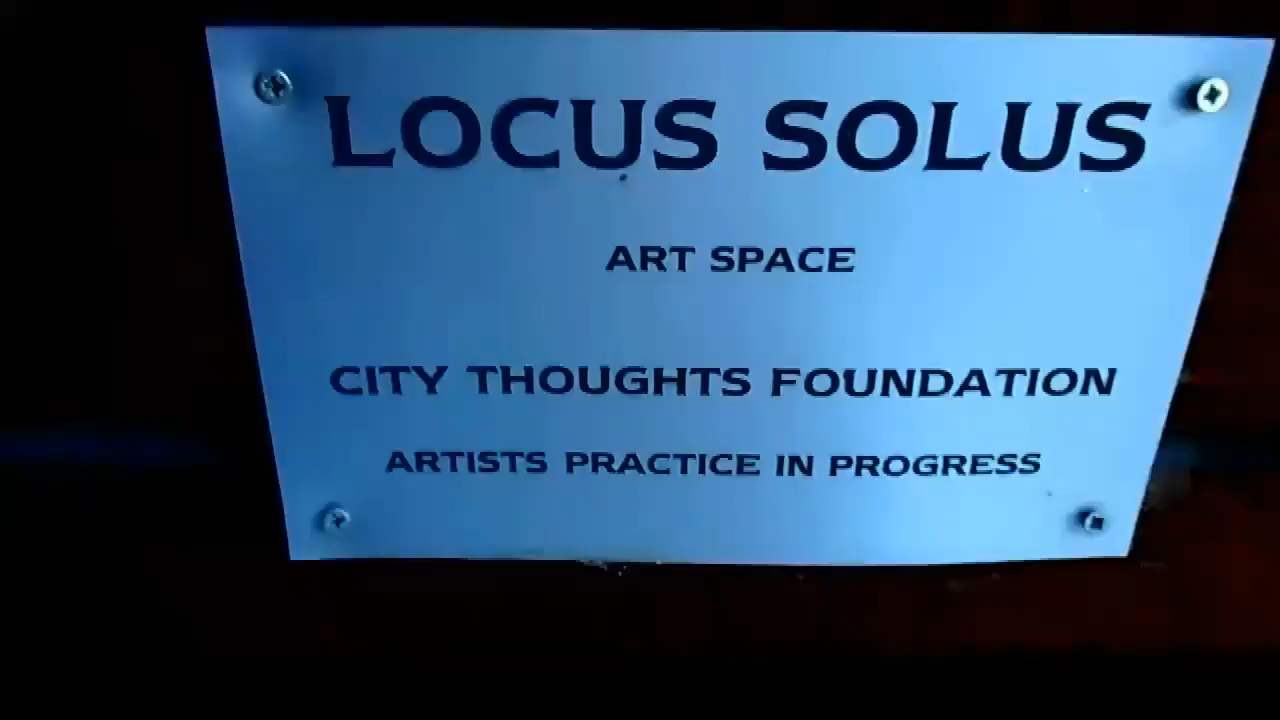 LOCUS SOLUS
ART SPACE
CITY THOUGHTS FOUNDATION
ARTISTS PRACTICE IN PROGRESS